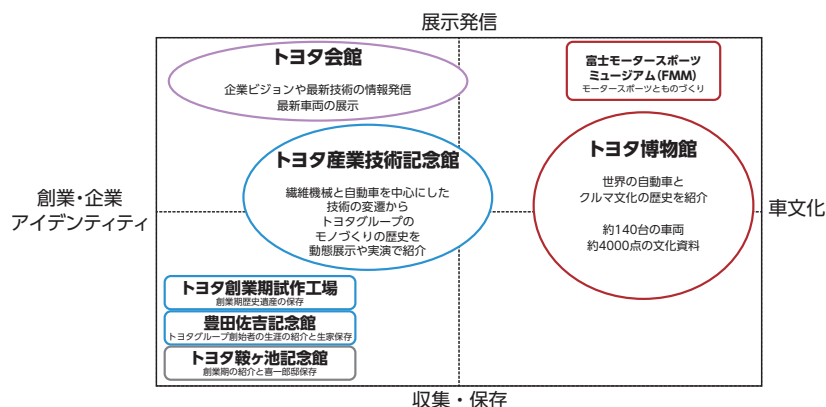 展示発信
トヨタ会館
企業ビジョンや最新技術の情報発信
最新車両の展示
富士モータースポーツ
ミュージアム(FMM)
モータースポーツとものづくり
トヨタ産業技術記念館
繊維機械と自動車を中心にした
技術の変遷から
トヨタグループの
モノづくりの歴史を
動態展示や実演で紹介
トヨタ博物館
世界の自動車と
クルマ文化の歴史を紹介
約140台の車両
約4000点の文化資料
創業・企業
アイデンティティ
車文化
トヨタ創業期試作工場
創業期歴史遺産の保存
豊田佐吉記念館
トヨタグループ創始者の生涯の紹介と生家保存
トヨタ鞍ヶ池記念館
創業期の紹介と喜一郎邸保存
収集・保存